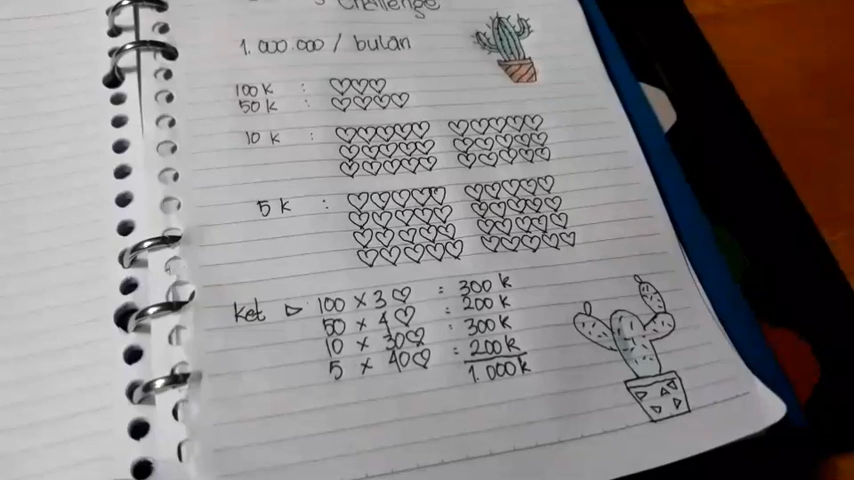 Challenge
1.000.000 / bulan
100 K :
50 K :
10 K :
5 K :
Ket ▷ 100 x 3♡ = 300 k
50 x 4♡ : 200 k
10 x 30♡ : 300 k
5 x 40♡ = 200 k
1.000 k